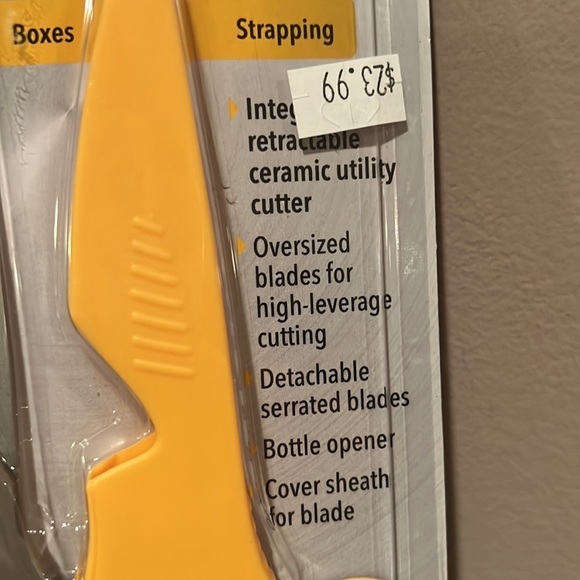 Boxes
Strapping
$23.99
retractable
ceramic utility
cutter
Oversized
blades for
high-leverage
cutting
Detachable
serrated blades
Bottle opener
Cover sheath
for blade